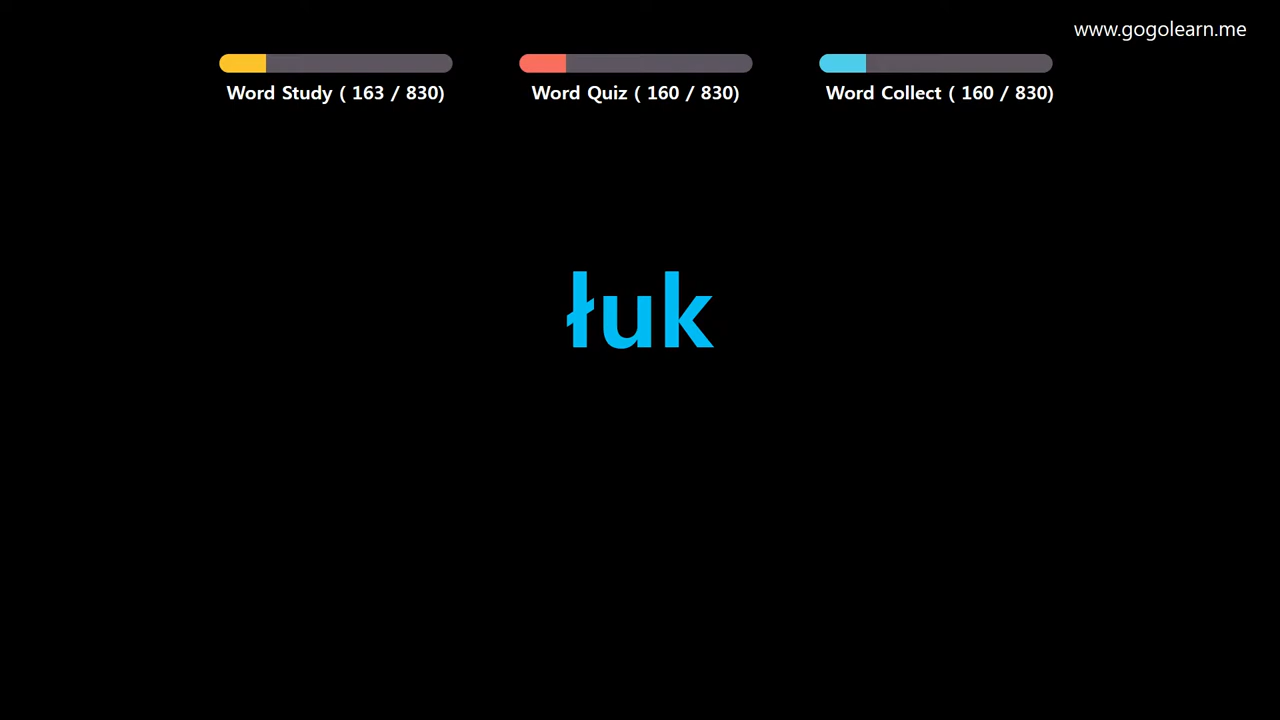 www.gogolearn.me
Word Study ( 163 / 830)
Word Quiz ( 160 / 830)
Word Collect ( 160 / 830)
łuk